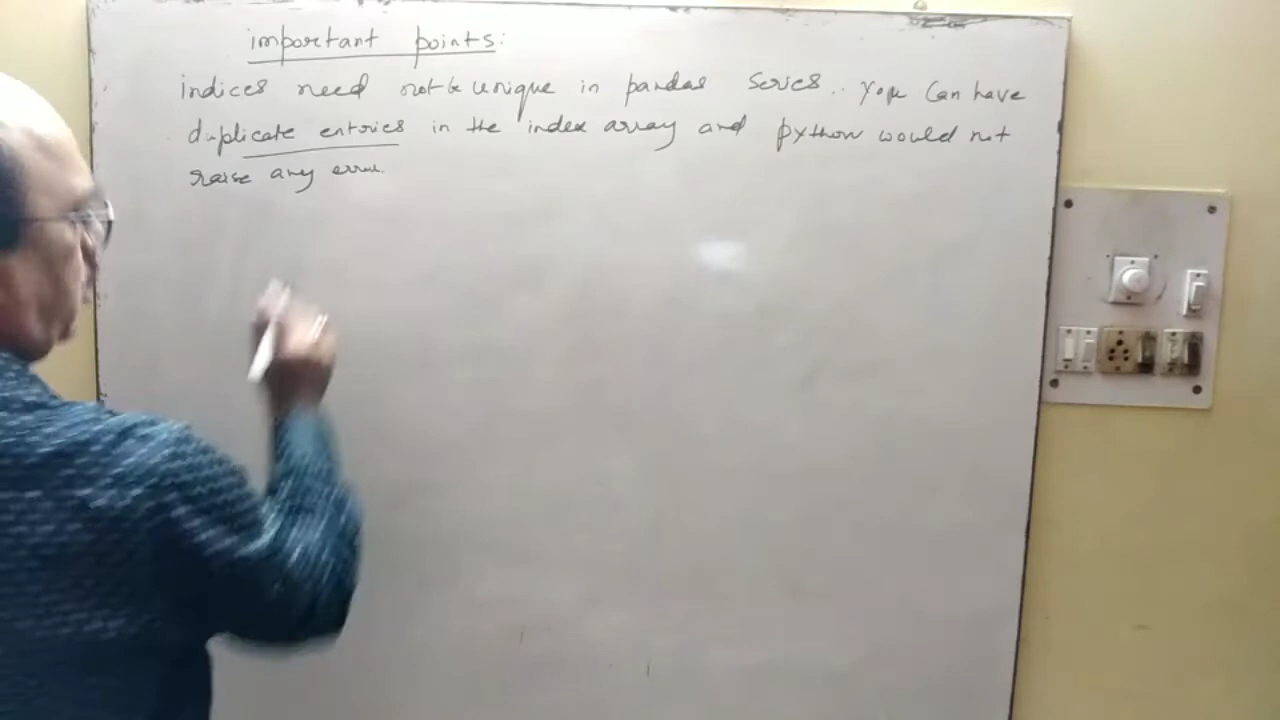 important points:
indices need not be unique in pandas series.. You can have
duplicate entries in the index array and python would not
raise any error.